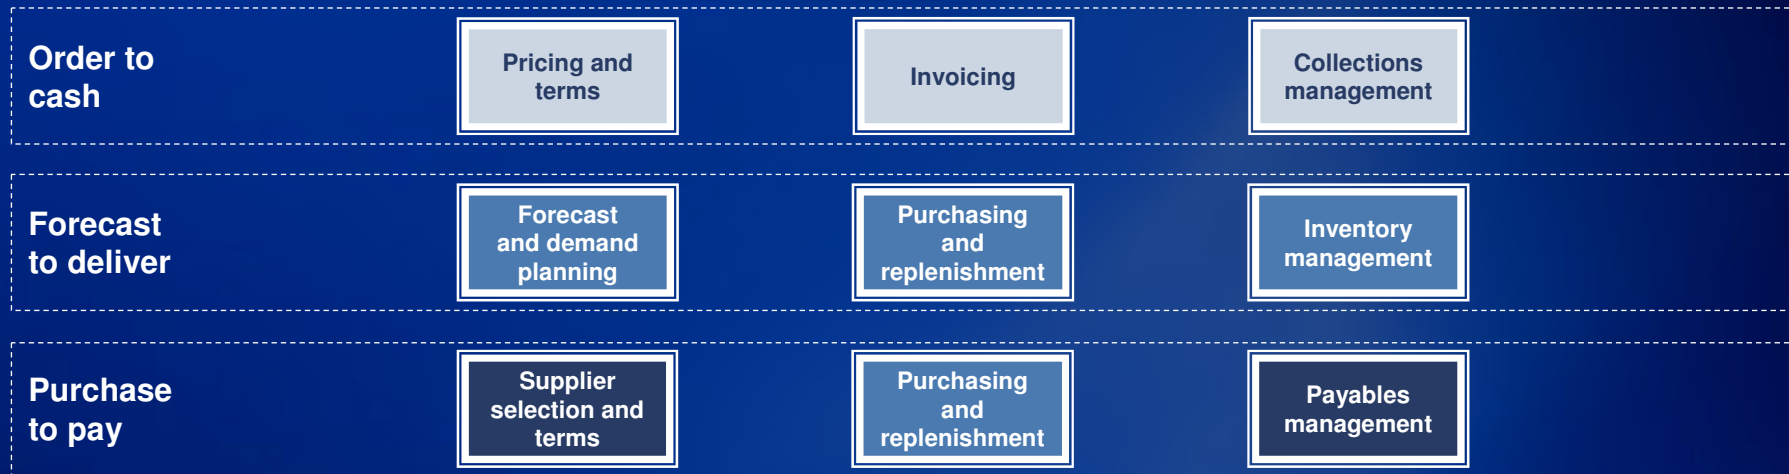 Order to
cash
Pricing and
terms
Invoicing
Collections
management
Forecast
to deliver
Forecast
and demand
planning
Purchasing
and
replenishment
Inventory
management
Purchase
to pay
Supplier
selection and
terms
Purchasing
and
replenishment
Payables
management